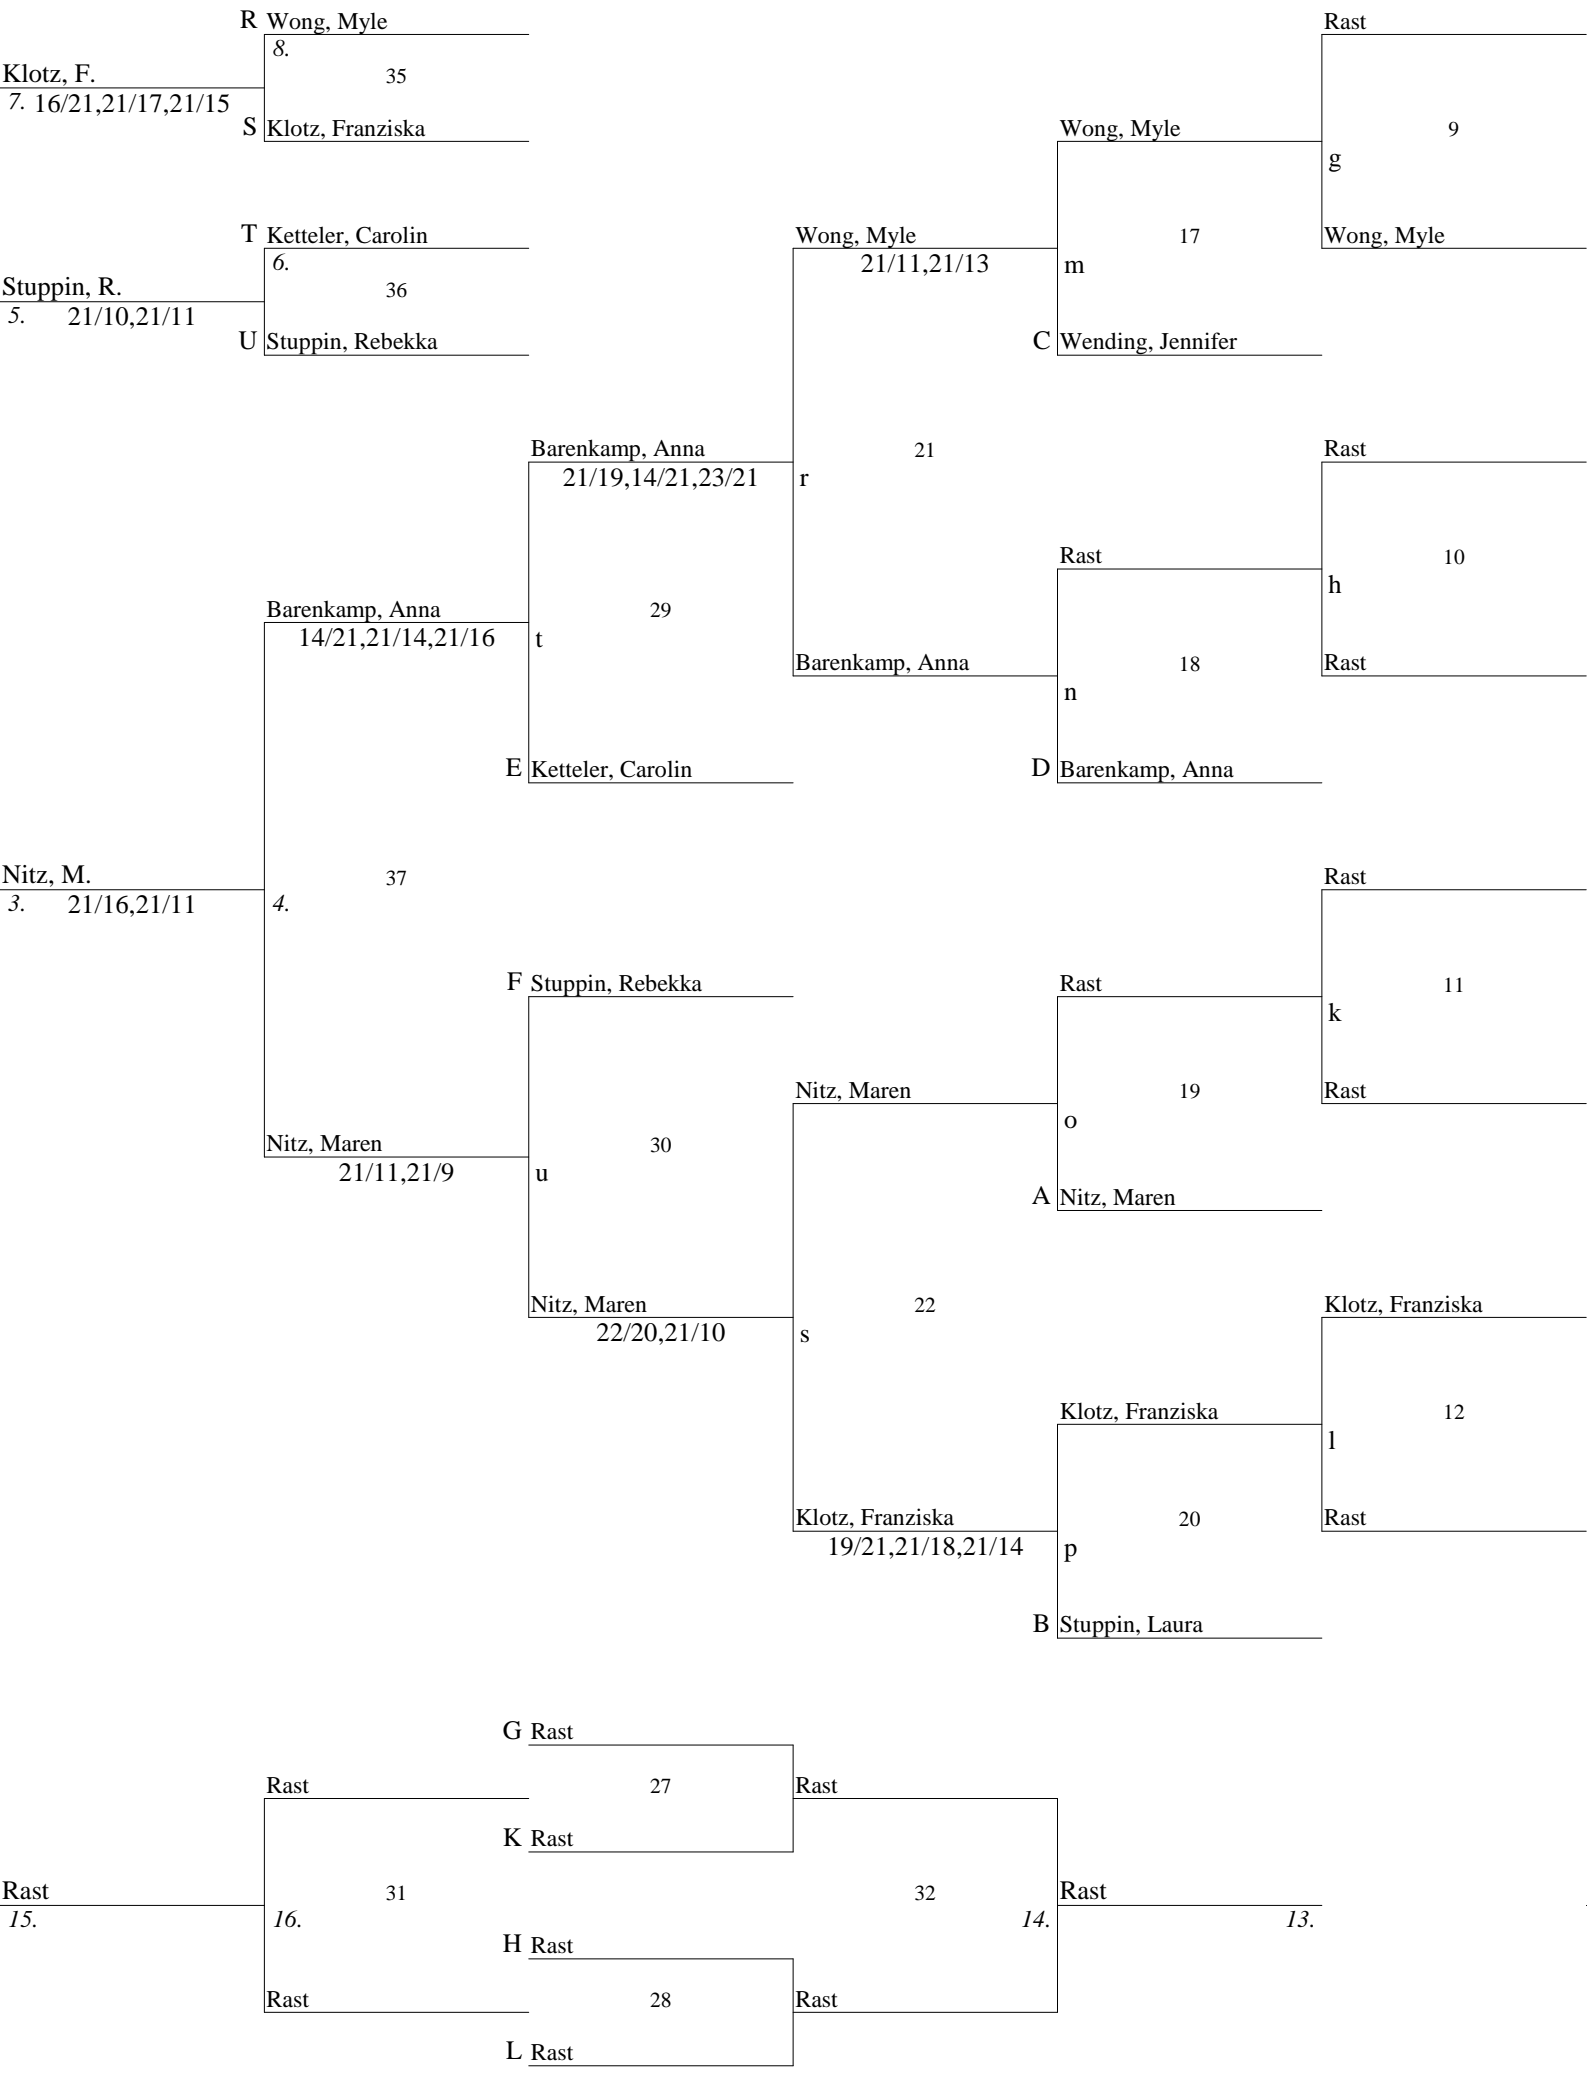 R Wong, Myle
Rast
8.
Klotz, F.
35
7. 16/21,21/17,21/15
S Klotz, Franziska
Wong, Myle
9
g
T Ketteler, Carolin
Wong, Myle
17
Wong, Myle
6.
21/11,21/13
m
Stuppin, R.
36
5. 21/10,21/11
U Stuppin, Rebekka
C Wending, Jennifer
Barenkamp, Anna
21
Rast
21/19,14/21,23/21
r
Rast
10
h
Barenkamp, Anna
29
14/21,21/14,21/16
t
Barenkamp, Anna
18
Rast
n
E Ketteler, Carolin
D Barenkamp, Anna
Nitz, M.
37
Rast
3. 21/16,21/11
4.
F Stuppin, Rebekka
Rast
11
k
Nitz, Maren
19
Rast
o
Nitz, Maren
30
21/11,21/9
u
A Nitz, Maren
Nitz, Maren
22
Klotz, Franziska
22/20,21/10
s
Klotz, Franziska
12
l
Klotz, Franziska
20
Rast
19/21,21/18,21/14
p
B Stuppin, Laura
G Rast
Rast
27
Rast
K Rast
Rast
31
32
Rast
15.
16.
14.
13.
H Rast
Rast
28
Rast
L Rast